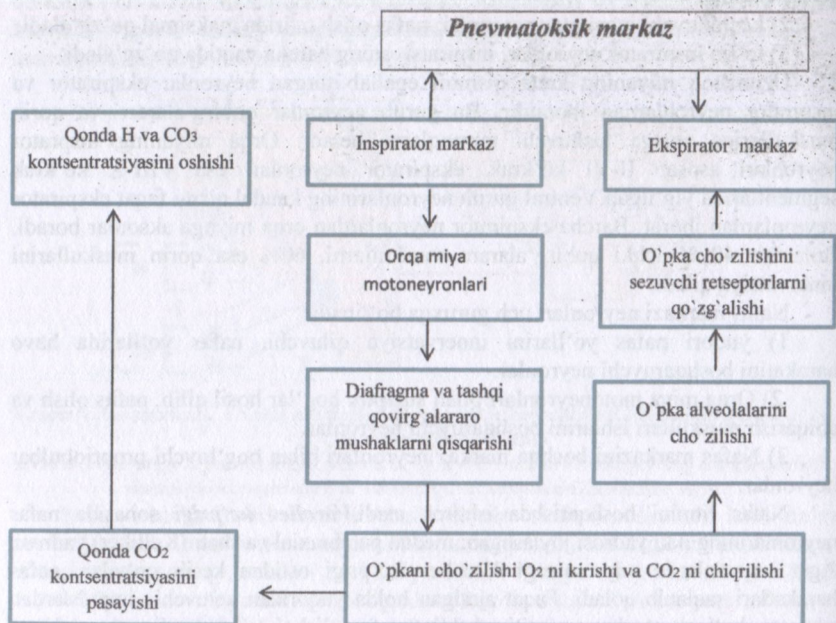 Pnevmatoksik markaz
Qonda H va CO3
kontsentratsiyasini oshishi
Inspirator markaz
Ekspirator markaz
Orqa miya
motoneyronlari
O`pka cho`zilishini
sezuvchi retseptorlarni
qo`zg`alishi
Diafragma va tashqi
qovirg`alararo
mushaklarni qisqarishi
O`pka alveolalarini
cho`zilishi
Qonda CO2
kontsentratsiyasini
pasayishi
O`pkani cho`zilishi O2 ni kirishi va CO2 ni chiqrilishi